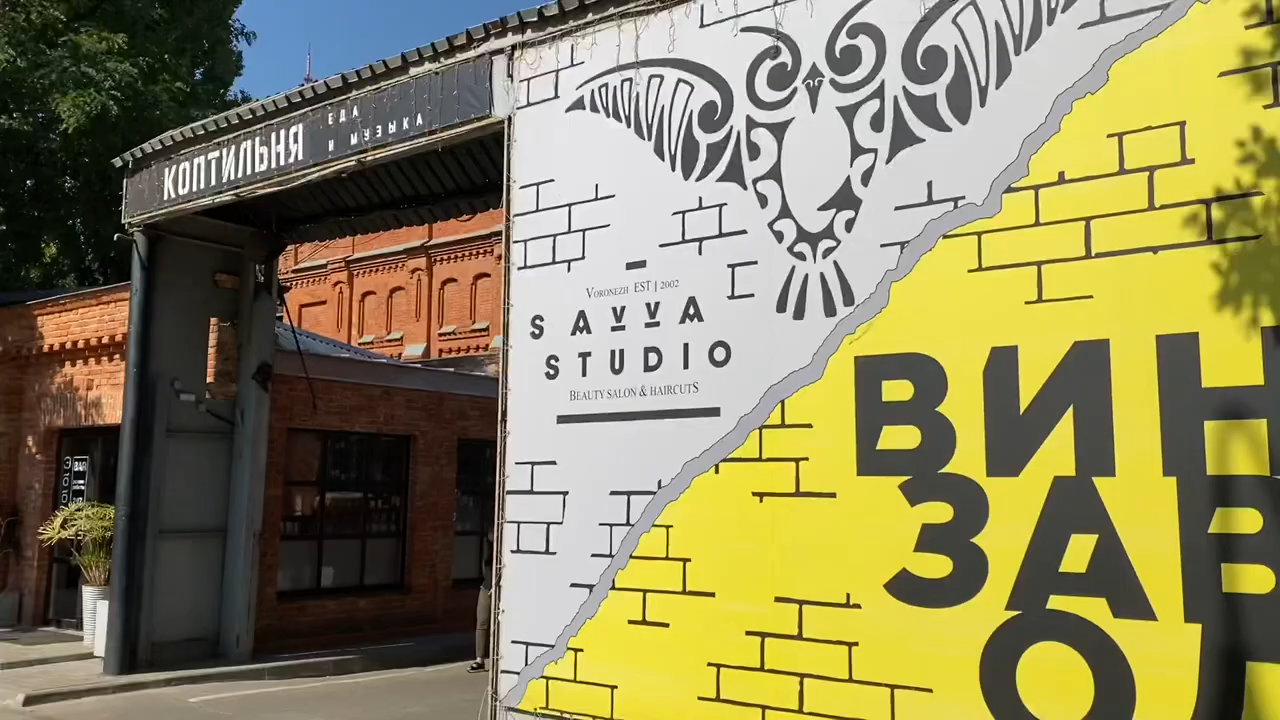 КОПТИЛЬНЯ
ЕДА
И МУЗЫКА
VORONEZH EST | 2002
SAVVA
STUDIO
BEAUTY SALON & HAIRCUTS
ВИН
ЗАВ
О
BAR